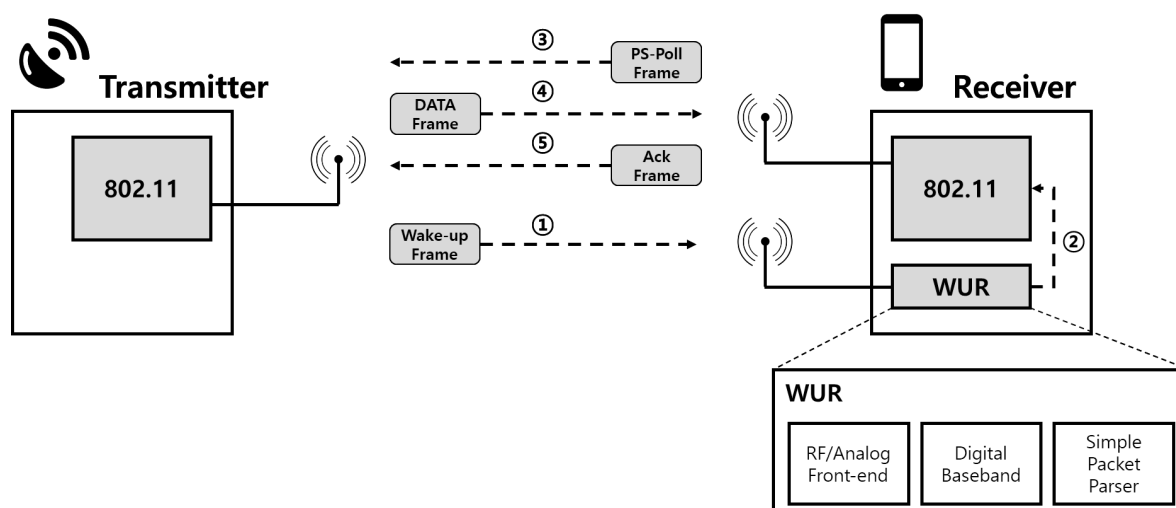 ③
PS-Poll
Frame
Transmitter
Receiver
DATA
Frame
④
⑤
Ack
Frame
802.11
802.11
Wake-up
Frame
①
②
WUR
WUR
RF/Analog
Front-end
Digital
Baseband
Simple
Packet
Parser